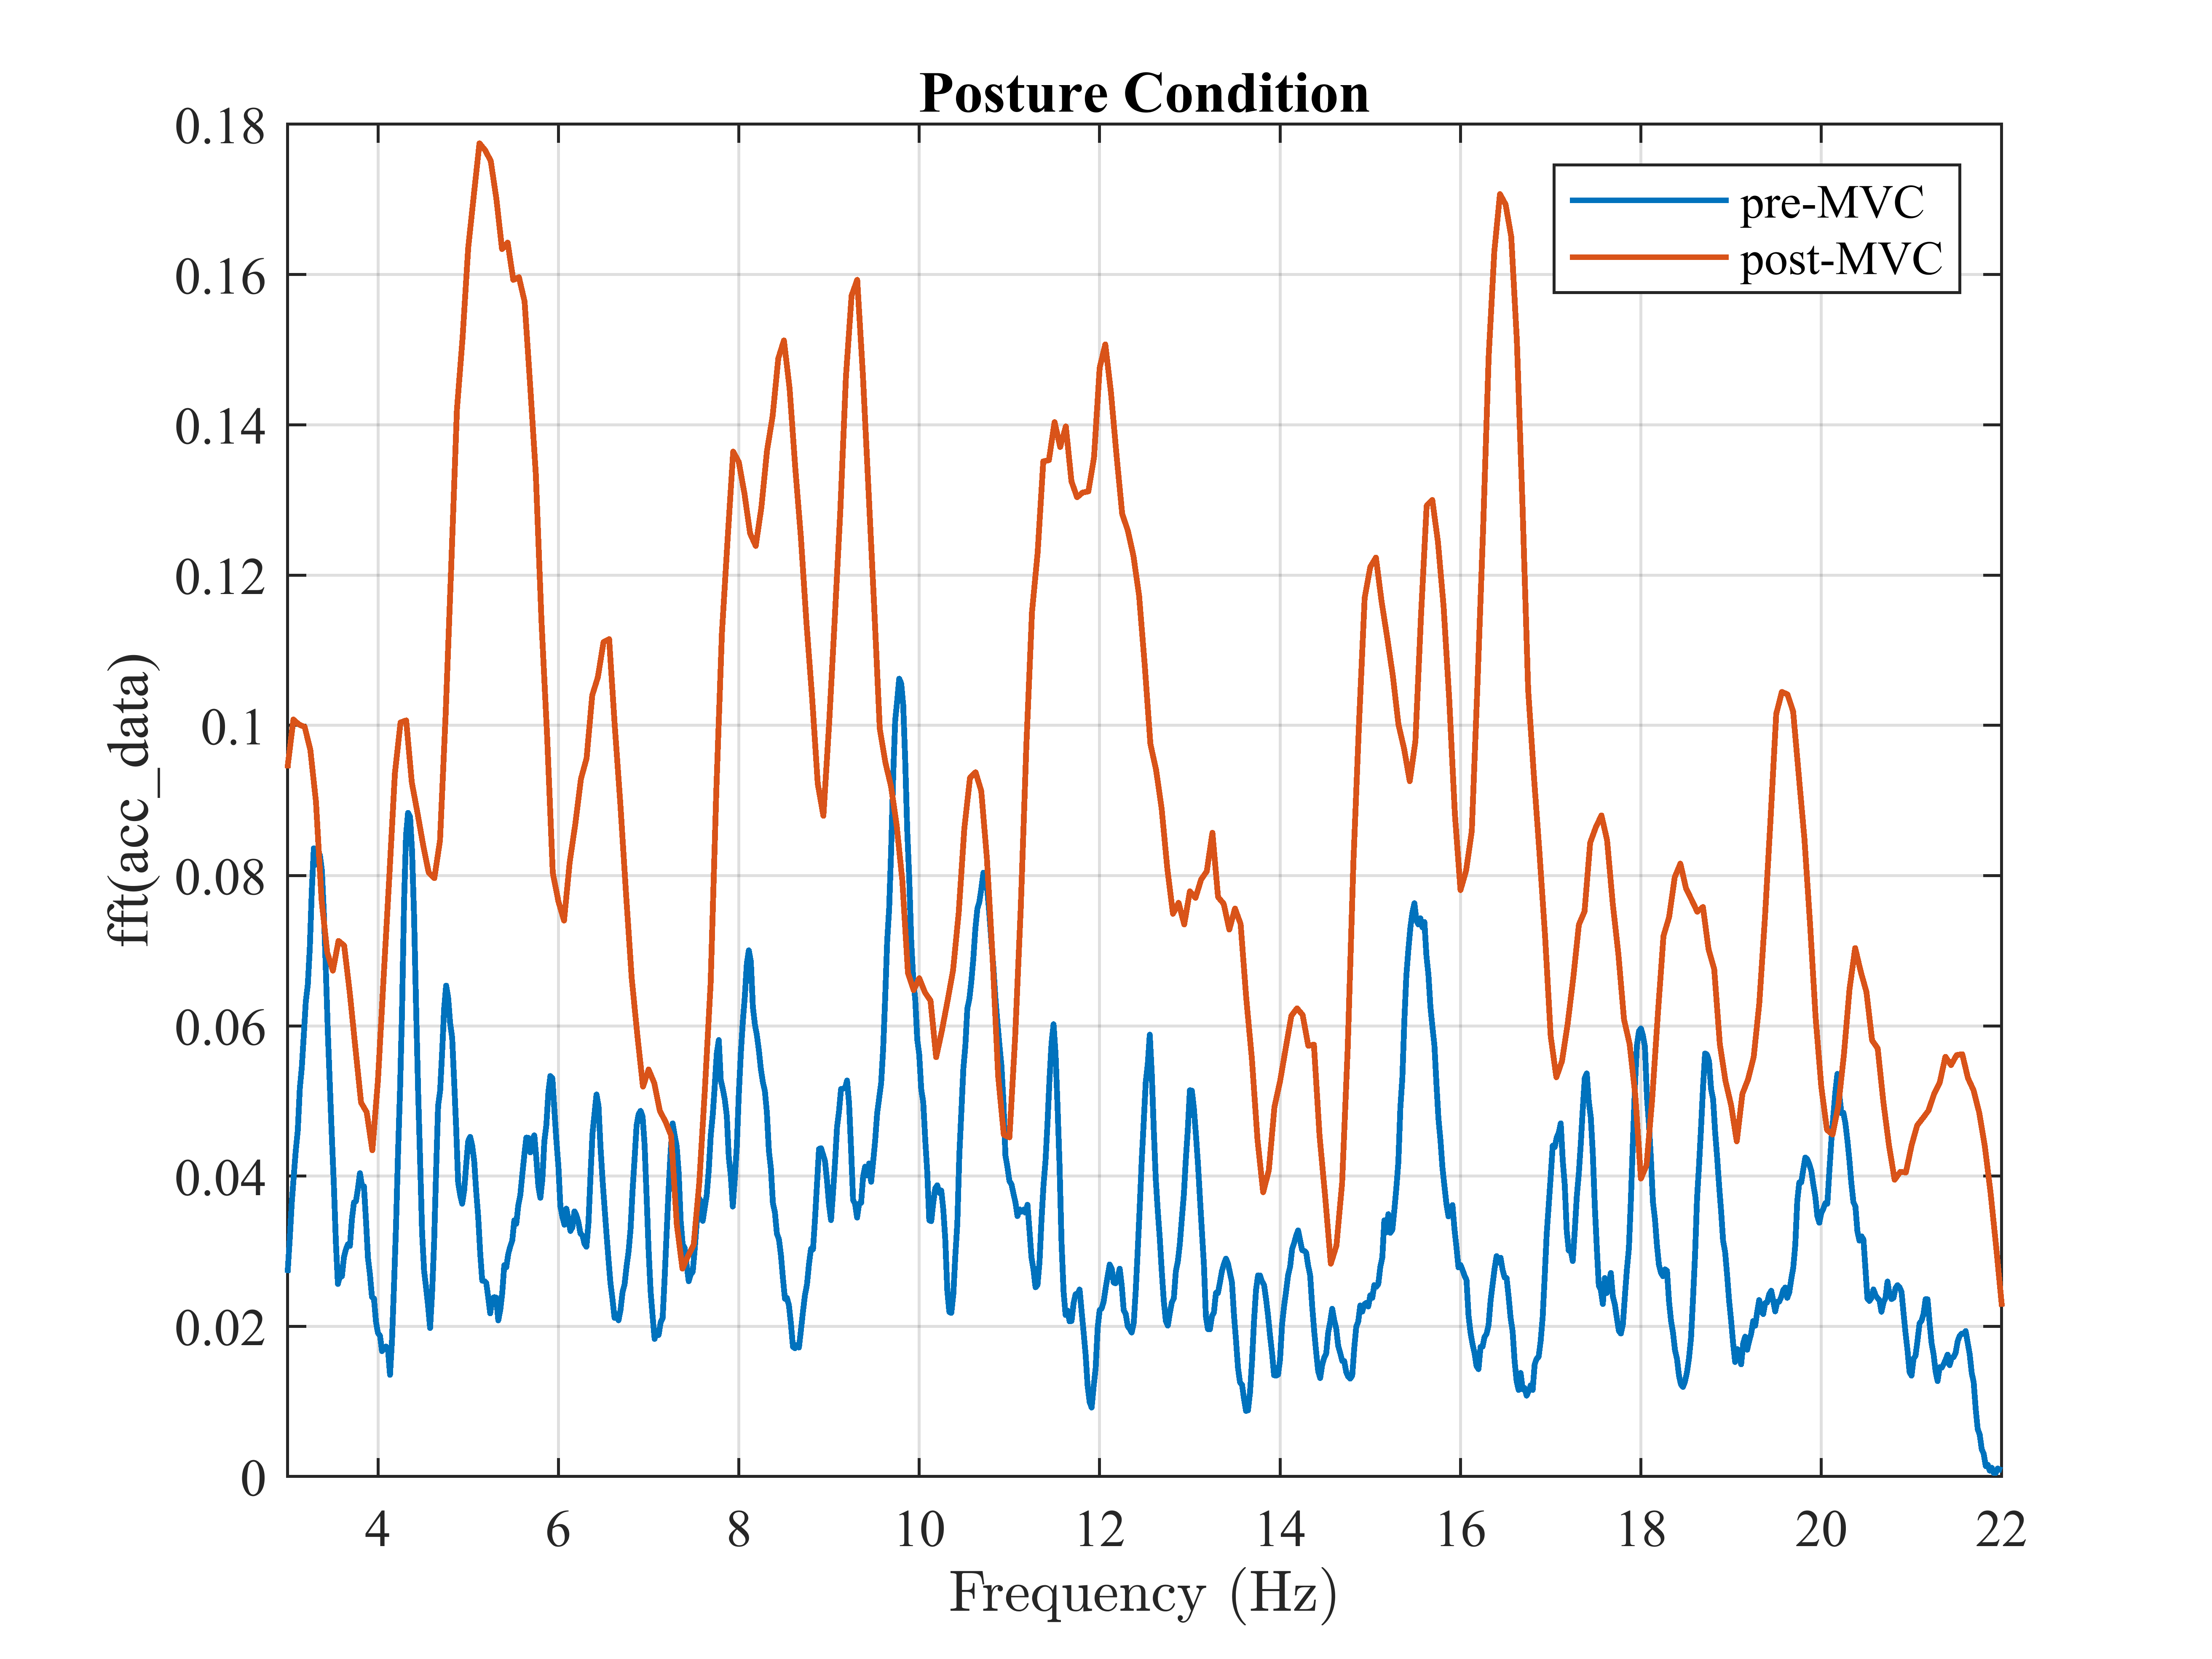 Posture Condition
0.18
0.16
0.14
0.12
0.1
0.08
0.06
0.04
0.02
0
fft(acc_data)
pre-MVC
post-MVC
4 6 8 10 12 14 16 18 20 22
Frequency (Hz)